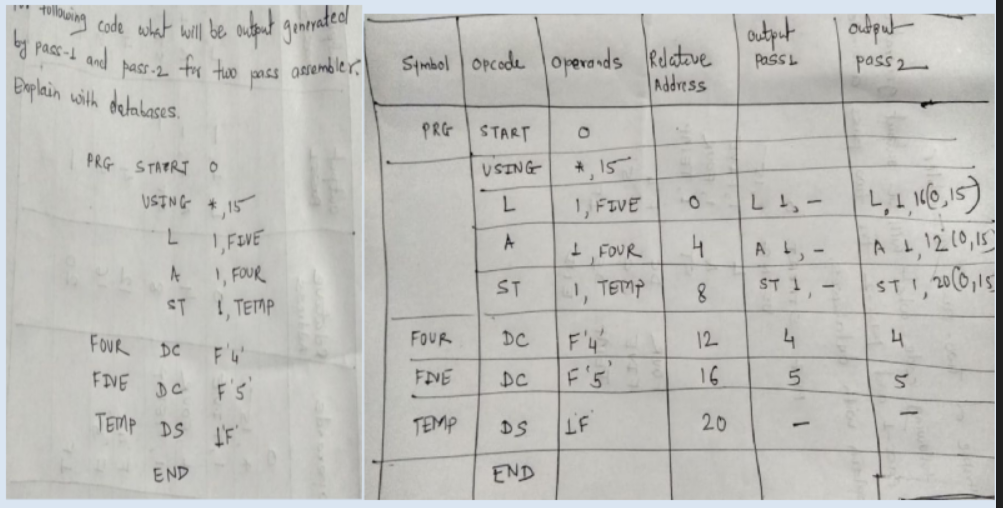 following code what will be output generated
by pass-1 and pass-2 for two pass assembler.
Explain with databases.
PRG START 0
USING *,15
L 1, FIVE
A 1, FOUR
ST 1, TEMP
FOUR DC F'4'
FIVE DC F'5'
TEMP DS 1'F'
END
Symbol Opcode Operands Relative Address output pass1 output pass2
PRG START 0
USING *,15
L 1, FIVE 0 L 1, – L 1, 16(0,15)
A 1, FOUR 4 A 1, – A 1, 12(0,15)
ST 1, TEMP 8 ST 1, – ST 1, 20(0,15
FOUR DC F'4' 12 4 4
FIVE DC F'5' 16 5 5
TEMP DS 1F 20 – –
END